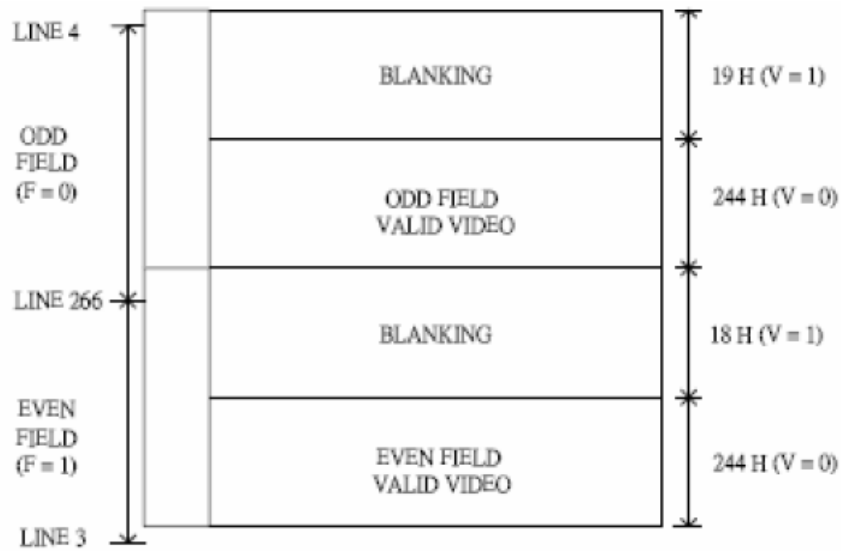 LINE 4
BLANKING
19 H (V = 1)
ODD
FIELD
(F = 0)
ODD FIELD
VALID VIDEO
244 H (V = 0)
LINE 266
BLANKING
18 H (V = 1)
EVEN
FIELD
(F = 1)
EVEN FIELD
VALID VIDEO
244 H (V = 0)
LINE 3